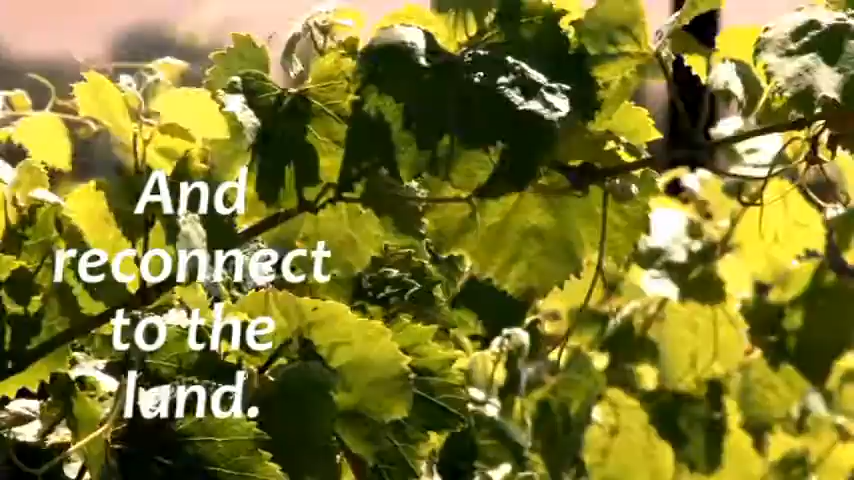 And
reconnect
to the
land.